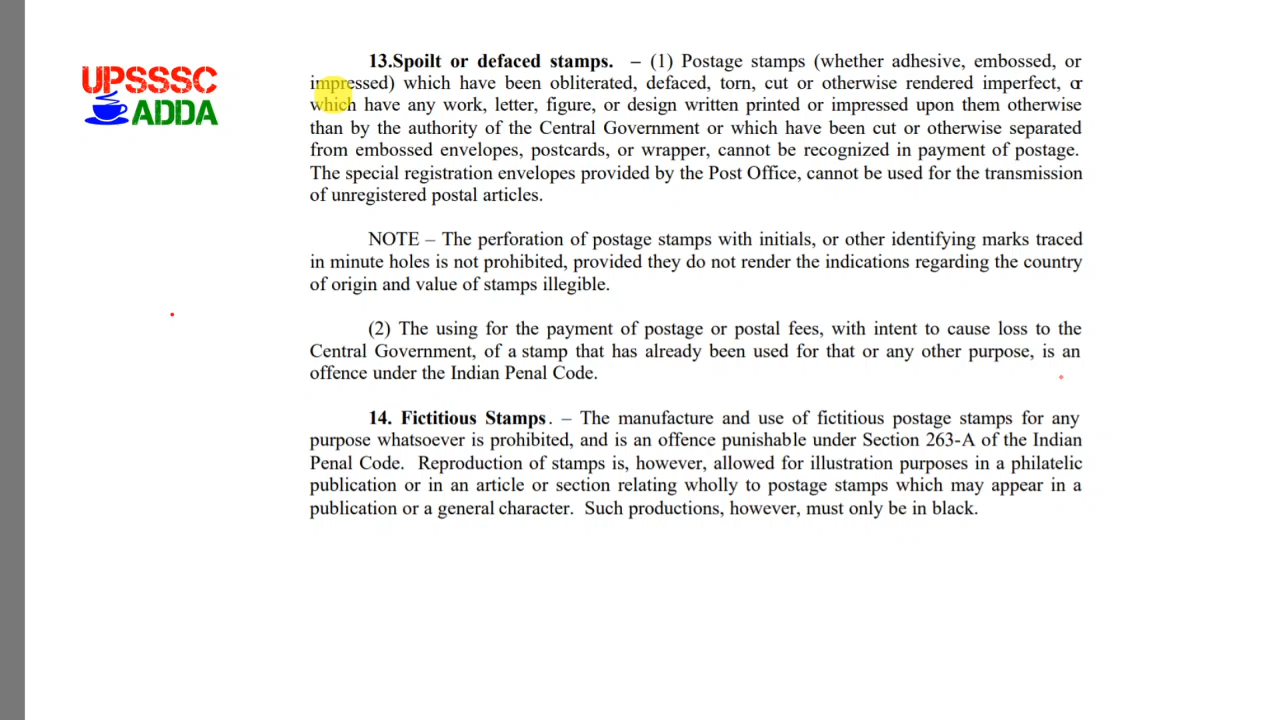 UPSSSC
ADDA
13.Spoilt or defaced stamps. – (1) Postage stamps (whether adhesive, embossed, or
impressed) which have been obliterated, defaced, torn, cut or otherwise rendered imperfect, or
which have any work, letter, figure, or design written printed or impressed upon them otherwise
than by the authority of the Central Government or which have been cut or otherwise separated
from embossed envelopes, postcards, or wrapper, cannot be recognized in payment of postage.
The special registration envelopes provided by the Post Office, cannot be used for the transmission
of unregistered postal articles.
NOTE – The perforation of postage stamps with initials, or other identifying marks traced
in minute holes is not prohibited, provided they do not render the indications regarding the country
of origin and value of stamps illegible.
(2) The using for the payment of postage or postal fees, with intent to cause loss to the
Central Government, of a stamp that has already been used for that or any other purpose, is an
offence under the Indian Penal Code.
14. Fictitious Stamps. – The manufacture and use of fictitious postage stamps for any
purpose whatsoever is prohibited, and is an offence punishable under Section 263-A of the Indian
Penal Code. Reproduction of stamps is, however, allowed for illustration purposes in a philatelic
publication or in an article or section relating wholly to postage stamps which may appear in a
publication or a general character. Such productions, however, must only be in black.